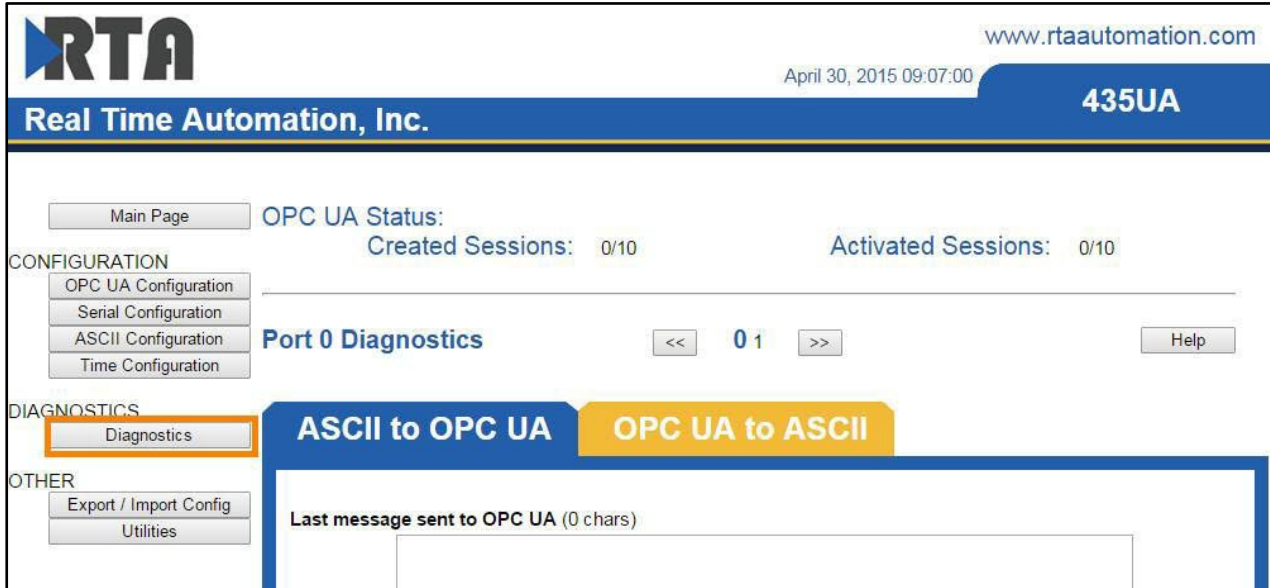 RTA
www.rtaautomation.com
April 30, 2015 09:07:00
435UA
Real Time Automation, Inc.
Main Page
OPC UA Status:
Created Sessions: 0/10 Activated Sessions: 0/10
CONFIGURATION
OPC UA Configuration
Serial Configuration
ASCII Configuration
Time Configuration
Port 0 Diagnostics << 0 1 >> Help
DIAGNOSTICS
Diagnostics
ASCII to OPC UA OPC UA to ASCII
OTHER
Export / Import Config
Utilities
Last message sent to OPC UA (0 chars)